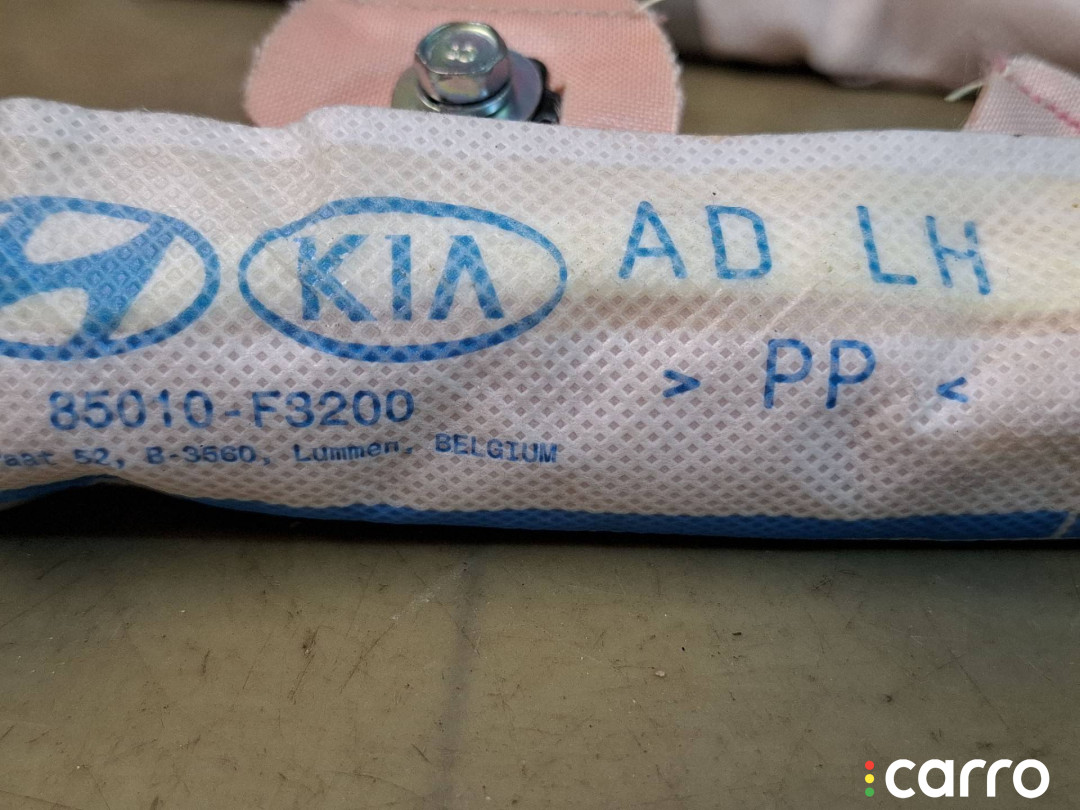 KIA AD LH
> PP <
85010-F3200
52, B-3560, Lummen, BELGIUM
carro